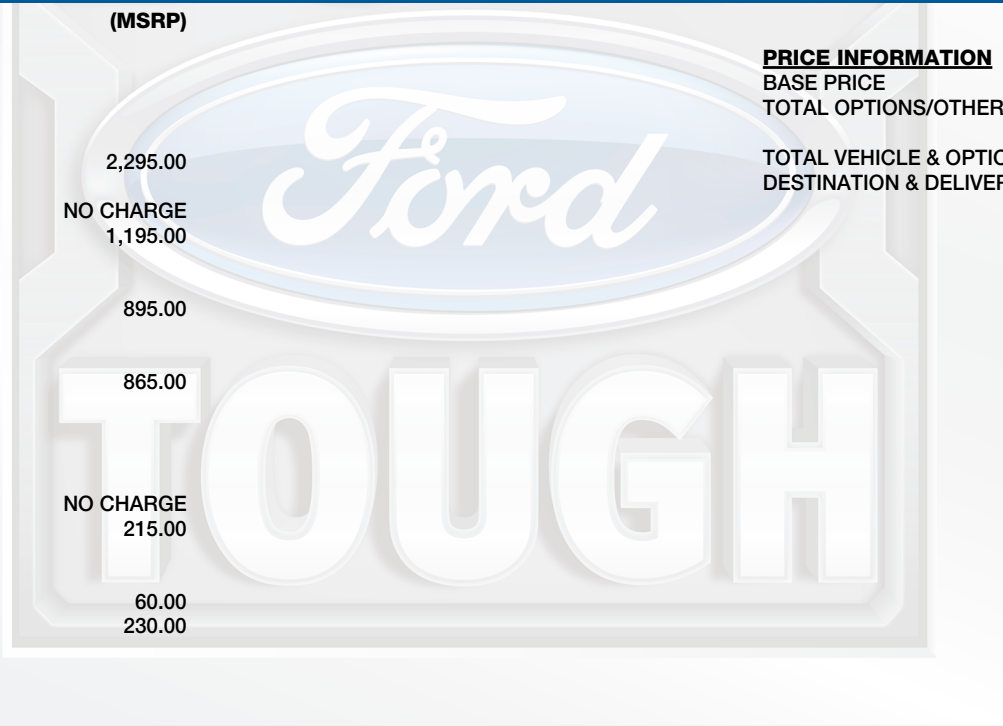 (MSRP)
2,295.00
NO CHARGE
1,195.00
895.00
865.00
NO CHARGE
215.00
60.00
230.00
PRICE INFORMATION
BASE PRICE
TOTAL OPTIONS/OTHER
TOTAL VEHICLE & OPTIO
DESTINATION & DELIVER
Ford
TOUGH